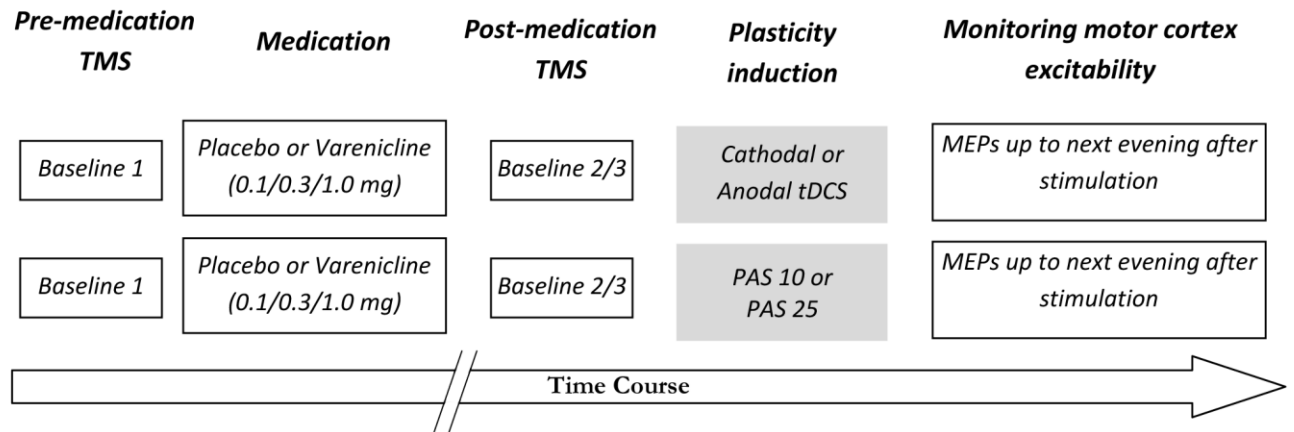 Pre-medication
TMS
Medication
Post-medication
TMS
Plasticity
induction
Monitoring motor cortex
excitability
Baseline 1
Placebo or Varenicline
(0.1/0.3/1.0 mg)
Baseline 2/3
Cathodal or
Anodal tDCS
MEPs up to next evening after
stimulation
Baseline 1
Placebo or Varenicline
(0.1/0.3/1.0 mg)
Baseline 2/3
PAS 10 or
PAS 25
MEPs up to next evening after
stimulation
Time Course